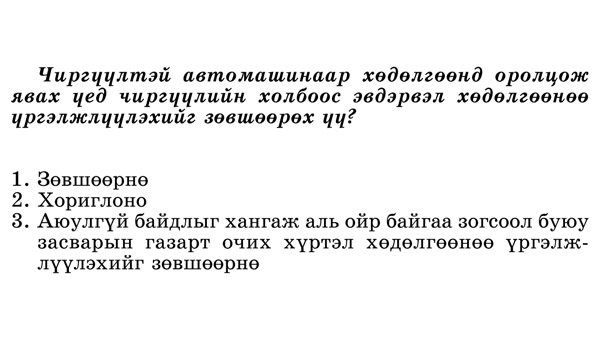 Чиргүүлтэй автомашинаар хөдөлгөөнд оролцож
явах үед чиргүүлийн холбоос эвдэрвэл хөдөлгөөнөө
үргэлжлүүлэхийг зөвшөөрөх үү?
1. Зөвшөөрнө
2. Хориглоно
3. Аюулгүй байдлыг хангаж аль ойр байгаа зогсоол буюу
засварын газарт очих хүртэл хөдөлгөөнөө үргэлж-
лүүлэхийг зөвшөөрнө